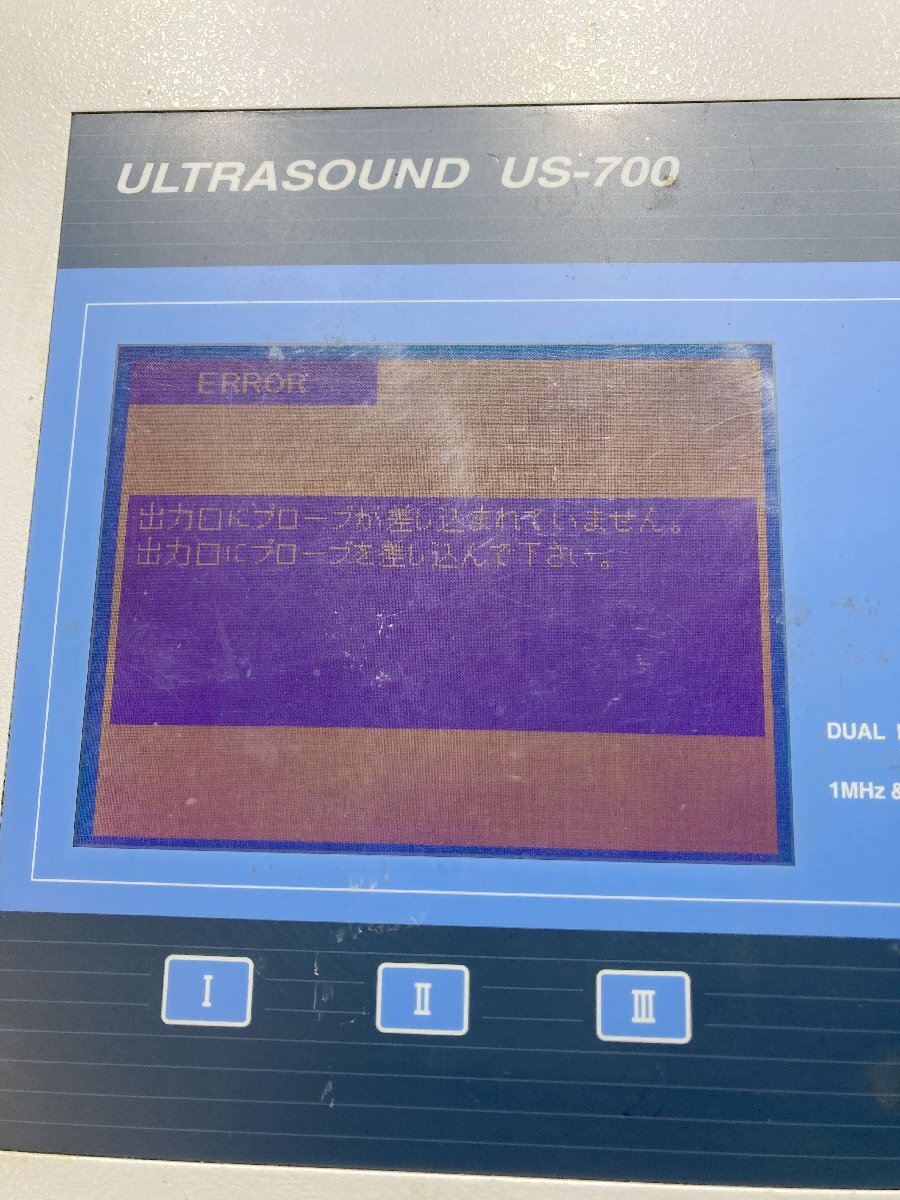 ULTRASOUND US-700
ERROR
出力口にプローブが差し込まれていません。
出力口にプローブを差し込んで下さい。
DUAL
1MHz &
I
II
III